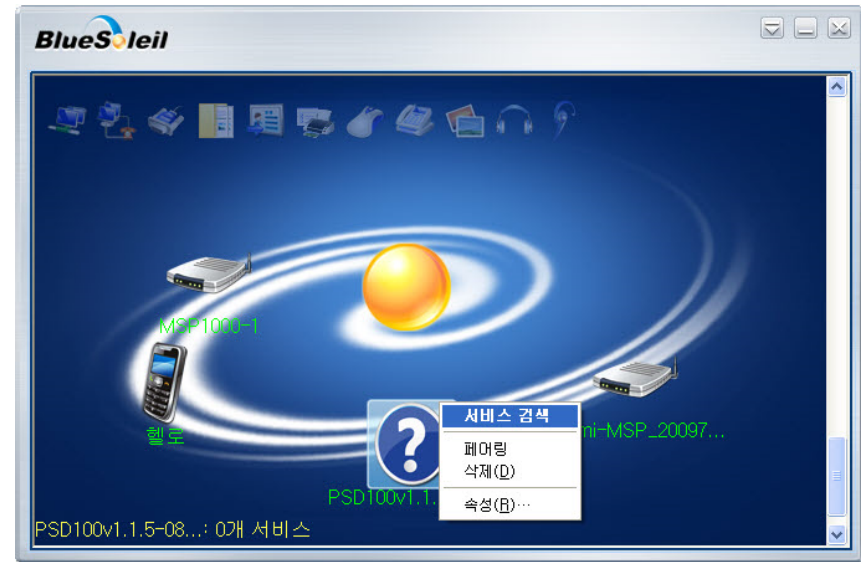 BlueSoleil
MSP1000-1
헬로
PSD100v1.1.
서비스 검색
페어링
삭제(D)
속성(R)...
ni-MSP_20097...
PSD100v1.1.5-08...: 0개 서비스